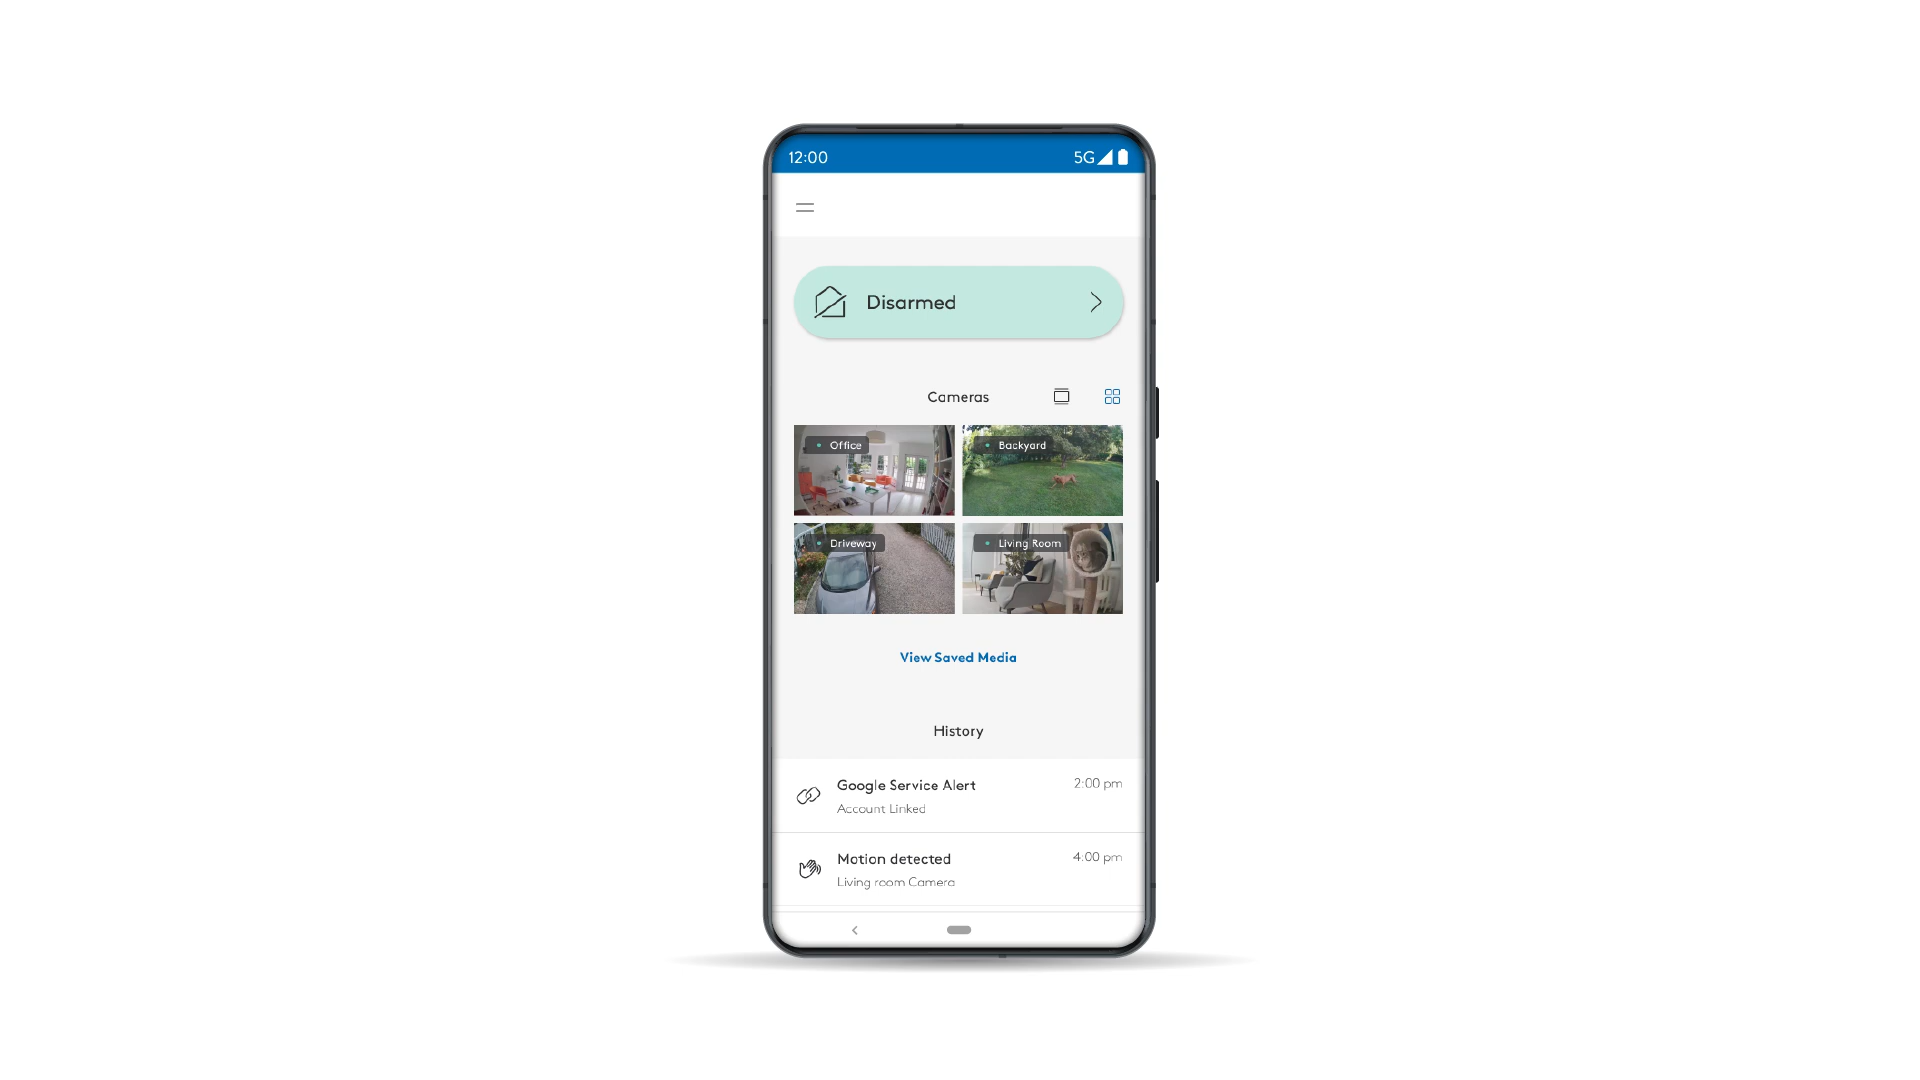 12:00 5G
Disarmed
Cameras
Office
Backyard
Driveway
Living Room
View Saved Media
History
Google Service Alert 2:00 pm
Account Linked
Motion detected 4:00 pm
Living room Camera